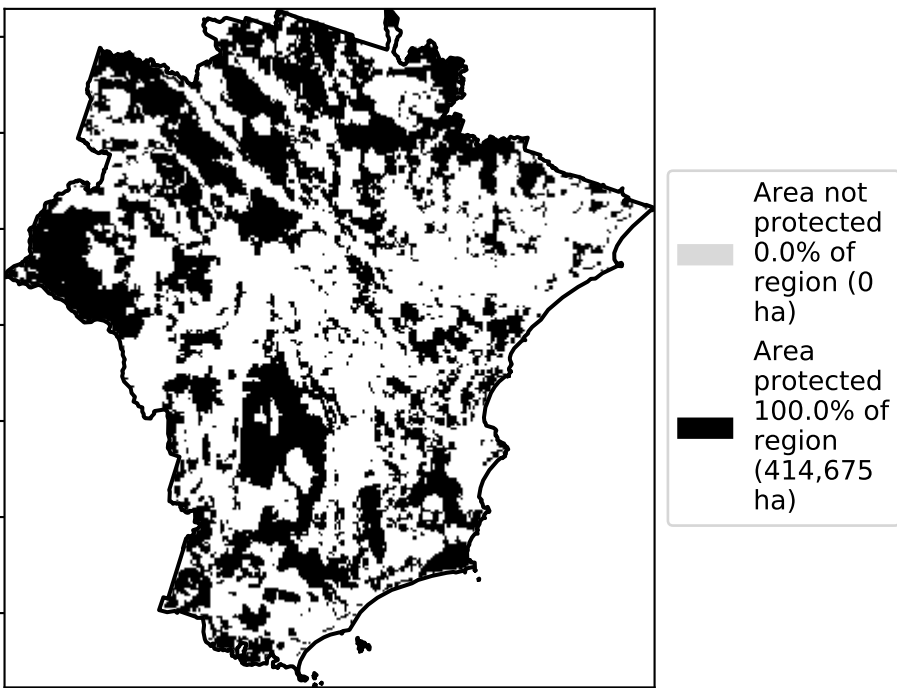 Area not
protected
0.0% of
region (0
ha)
Area
protected
100.0% of
region
(414,675
ha)